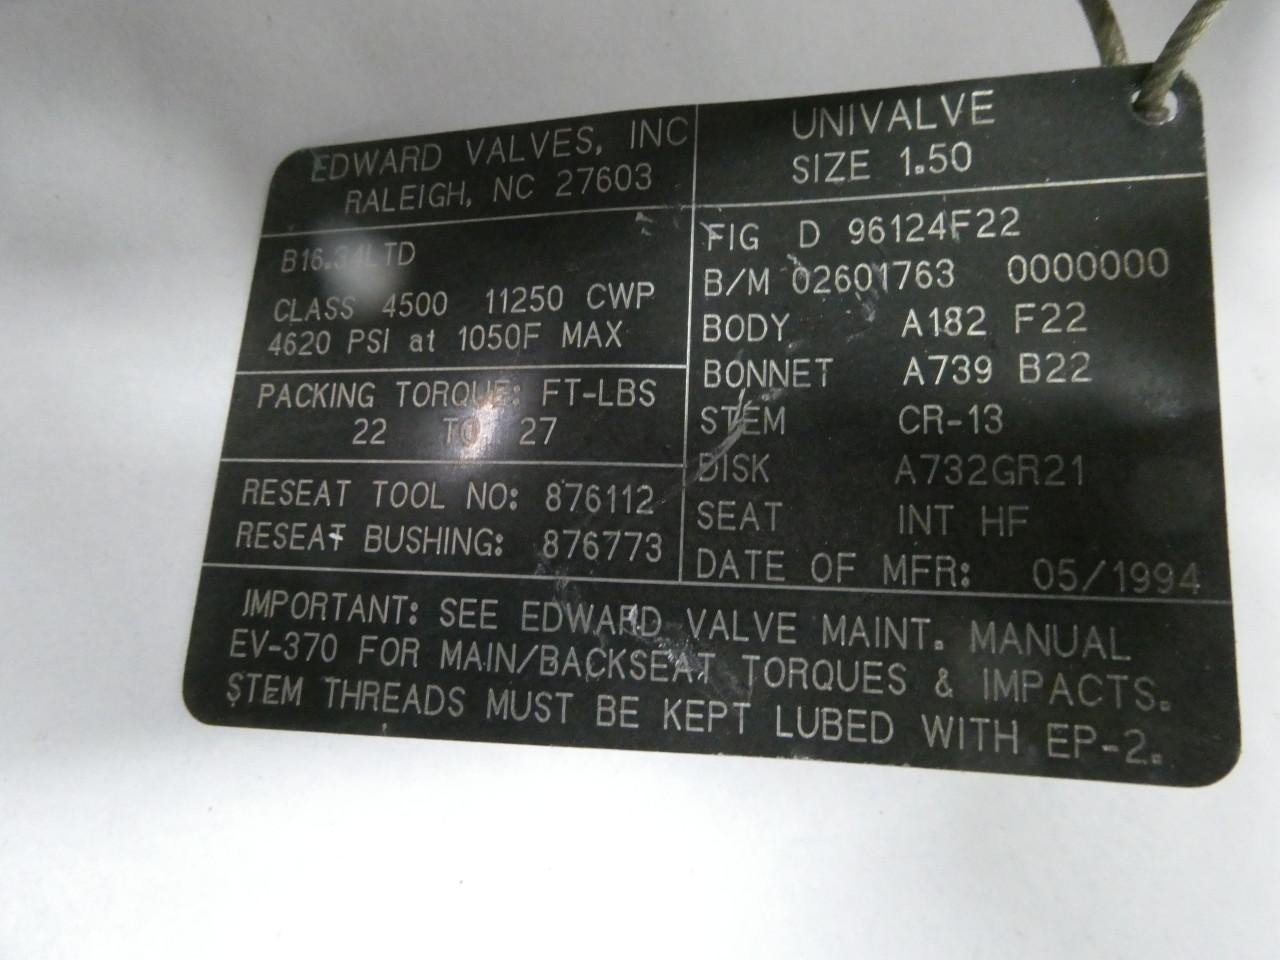 EDWARD VALVES, INC
RALEIGH, NC 27603
UNIVALVE
SIZE 1.50
B16.34LTD
CLASS 4500 11250 CWP
4620 PSI at 1050F MAX
PACKING TORQUE: FT-LBS
22 TO 27
RESEAT TOOL NO: 876112
RESEAT BUSHING: 876773
FIG D 96124F22
B/M 02601763 0000000
BODY A182 F22
BONNET A739 B22
STEM CR-13
DISK A732GR21
SEAT INT HF
DATE OF MFR: 05/1994
IMPORTANT: SEE EDWARD VALVE MAINT. MANUAL
EV-370 FOR MAIN/BACKSEAT TORQUES & IMPACTS.
STEM THREADS MUST BE KEPT LUBED WITH EP-2.